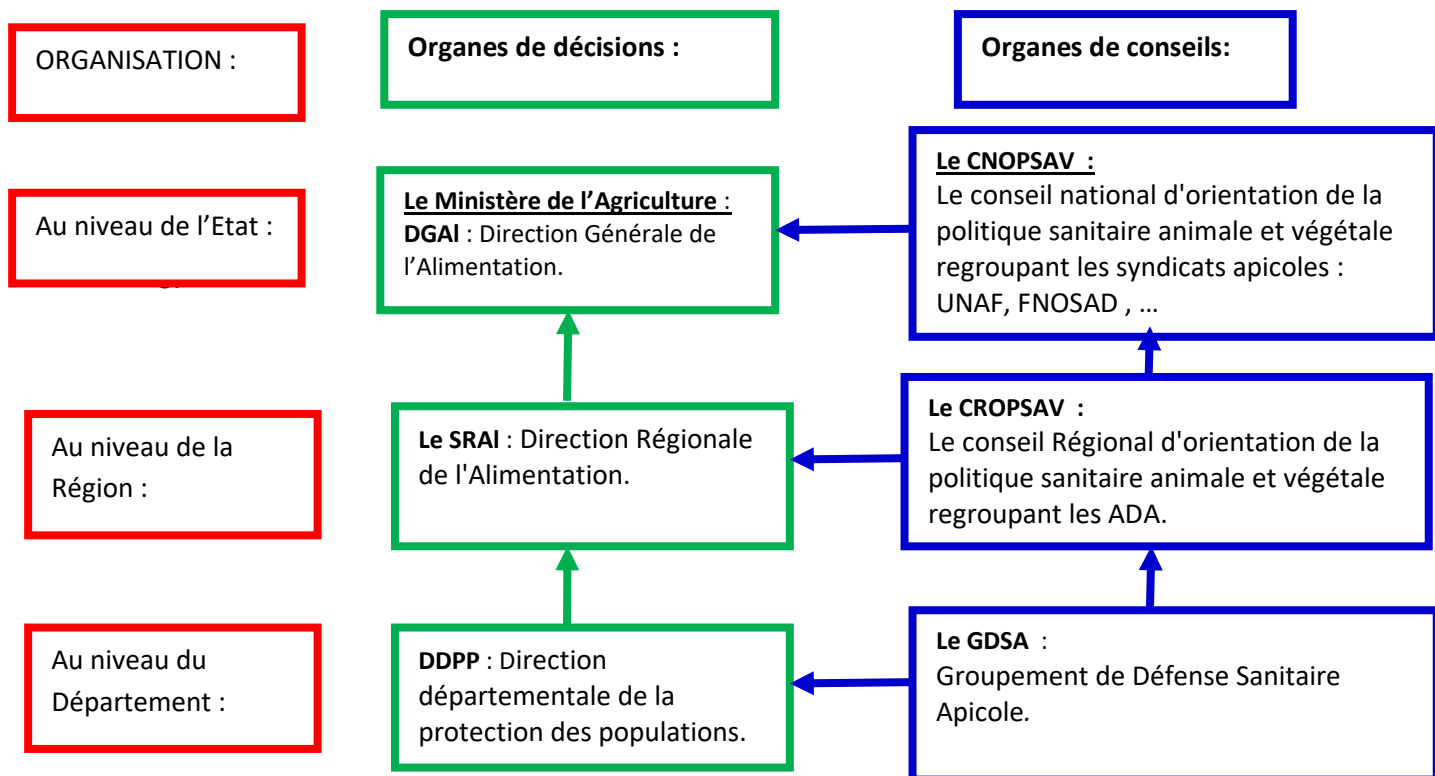 ORGANISATION :
Organes de décisions :
Organes de conseils:
Au niveau de l’Etat :
Le Ministère de l’Agriculture :
DGAl : Direction Générale de
l’Alimentation.
Le CNOPSAV :
Le conseil national d'orientation de la
politique sanitaire animale et végétale
regroupant les syndicats apicoles :
UNAF, FNOSAD , …
Au niveau de la
Région :
Le SRAl : Direction Régionale
de l'Alimentation.
Le CROPSAV :
Le conseil Régional d'orientation de la
politique sanitaire animale et végétale
regroupant les ADA.
Au niveau du
Département :
DDPP : Direction
départementale de la
protection des populations.
Le GDSA :
Groupement de Défense Sanitaire
Apicole.